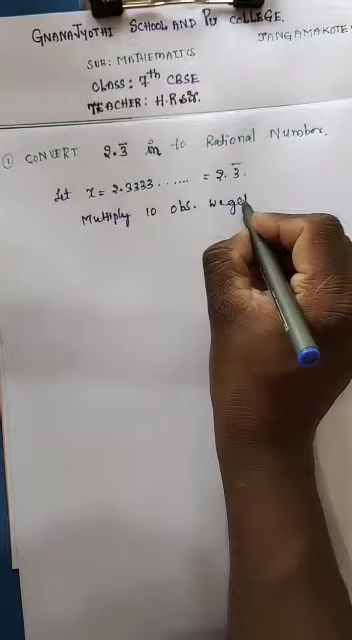 GNANAJYOTHI SCHOOL AND PU COLLEGE.
JANGAMAKOTE
SUB: MATHEMATICS
CLASS: 7th CBSE
TEACHER: H.R
① CONVERT 2.3̅ in to Rational Number.
Let x = 2.3333...... = 2.3̅.
Multiply 10 obs. we ge